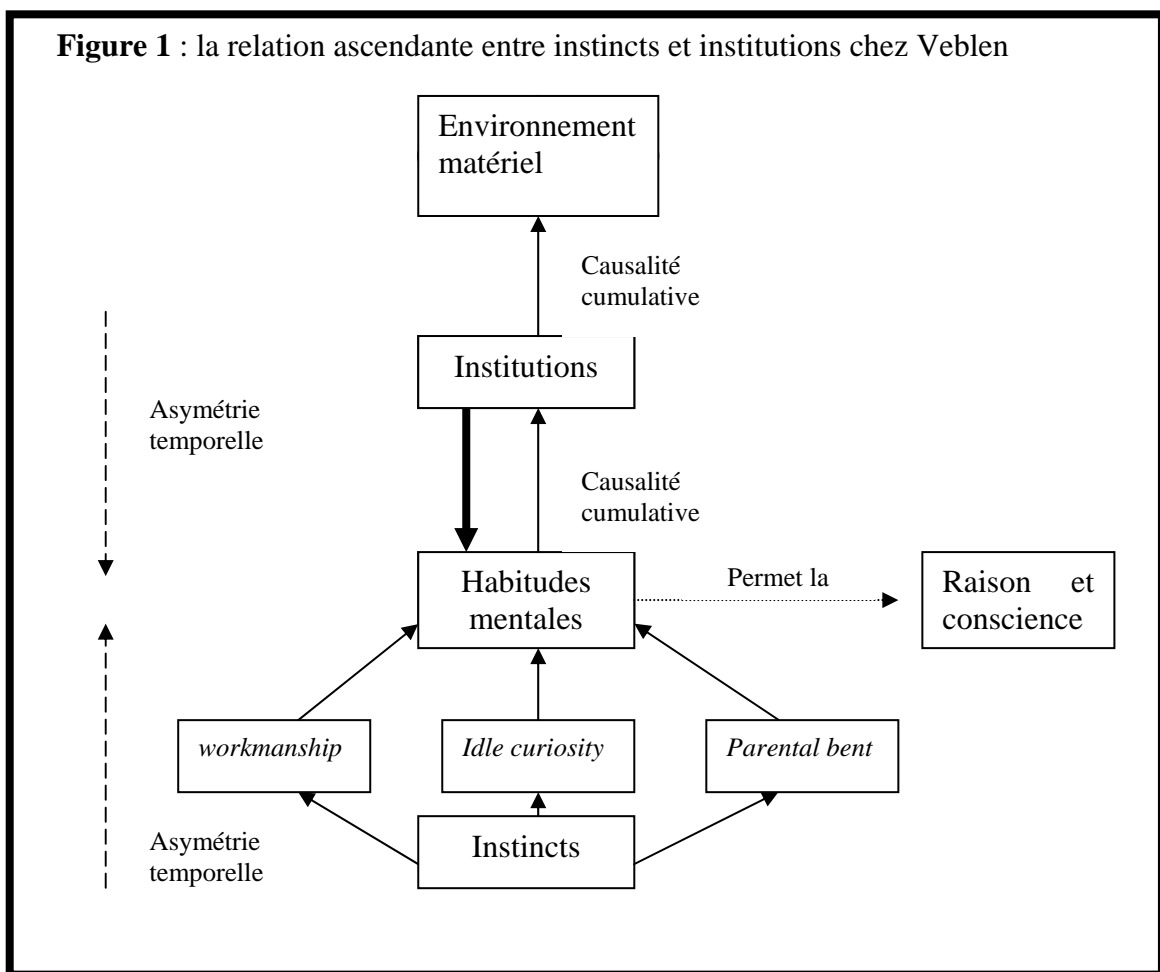 Figure 1 : la relation ascendante entre instincts et institutions chez Veblen
Environnement
matériel
Causalité
cumulative
Institutions
Asymétrie
temporelle
Causalité
cumulative
Habitudes
mentales
Permet la
Raison et
conscience
workmanship
Idle curiosity
Parental bent
Asymétrie
temporelle
Instincts